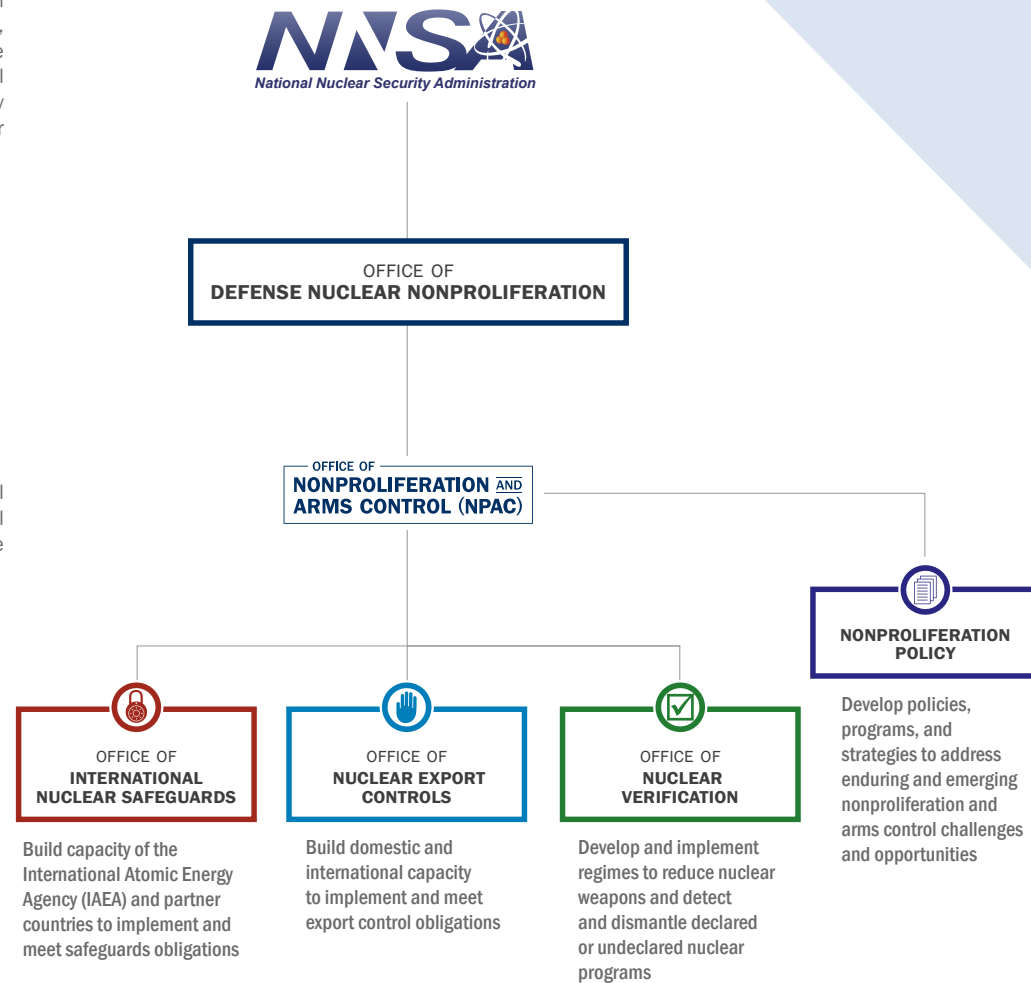 NNSA
National Nuclear Security Administration
OFFICE OF
DEFENSE NUCLEAR NONPROLIFERATION
OFFICE OF
NONPROLIFERATION AND
ARMS CONTROL (NPAC)
NONPROLIFERATION
POLICY
Develop policies,
programs, and
strategies to address
enduring and emerging
nonproliferation and
arms control challenges
and opportunities
OFFICE OF
INTERNATIONAL
NUCLEAR SAFEGUARDS
Build capacity of the
International Atomic Energy
Agency (IAEA) and partner
countries to implement and
meet safeguards obligations
OFFICE OF
NUCLEAR EXPORT
CONTROLS
Build domestic and
international capacity
to implement and meet
export control obligations
OFFICE OF
NUCLEAR
VERIFICATION
Develop and implement
regimes to reduce nuclear
weapons and detect
and dismantle declared
or undeclared nuclear
programs